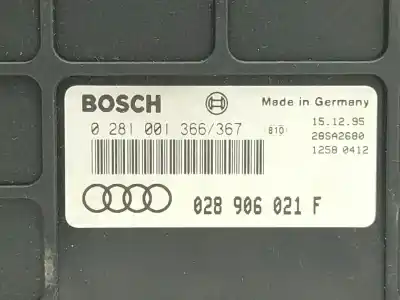 BOSCH Made in Germany
0 281 001 366/367 810 15.12.95
28SA2680
1258 0412
028 906 021 F